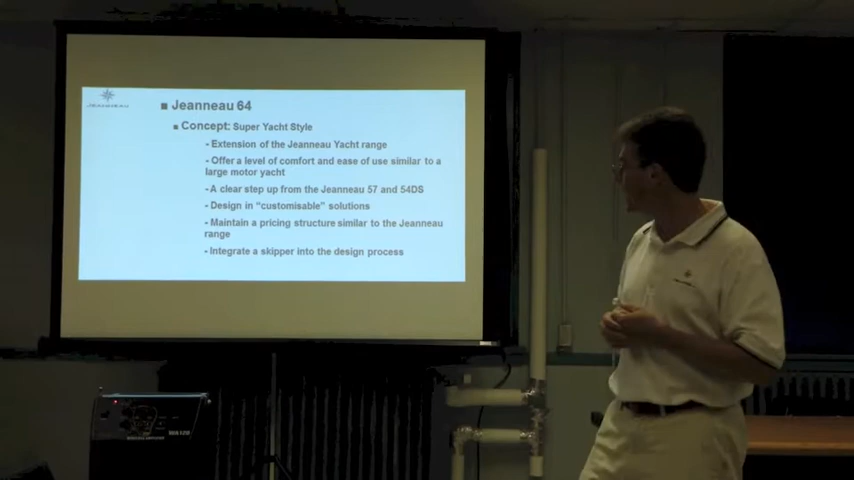 JEANNEAU
Jeanneau 64
Concept: Super Yacht Style
- Extension of the Jeanneau Yacht range
- Offer a level of comfort and ease of use similar to a
large motor yacht
- A clear step up from the Jeanneau 57 and 54DS
- Design in “customisable” solutions
- Maintain a pricing structure similar to the Jeanneau
range
- Integrate a skipper into the design process